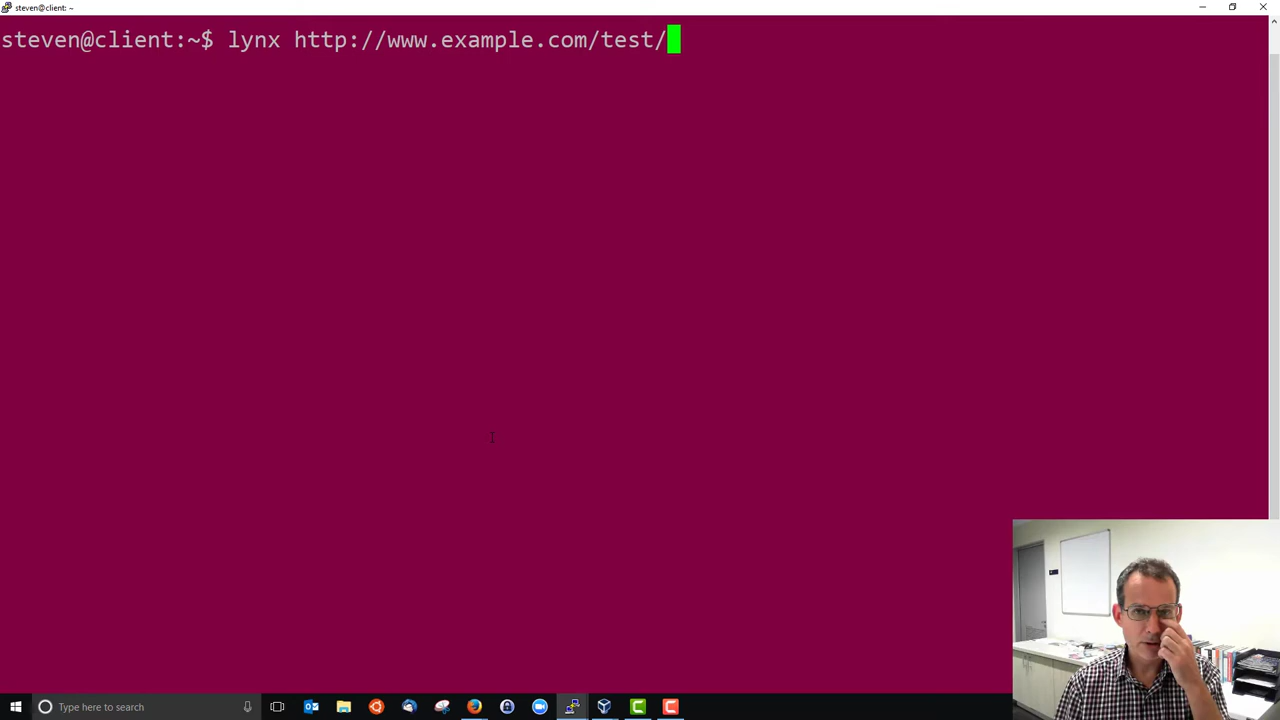 steven@client: ~
steven@client:~$ lynx http://www.example.com/test/
Type here to search